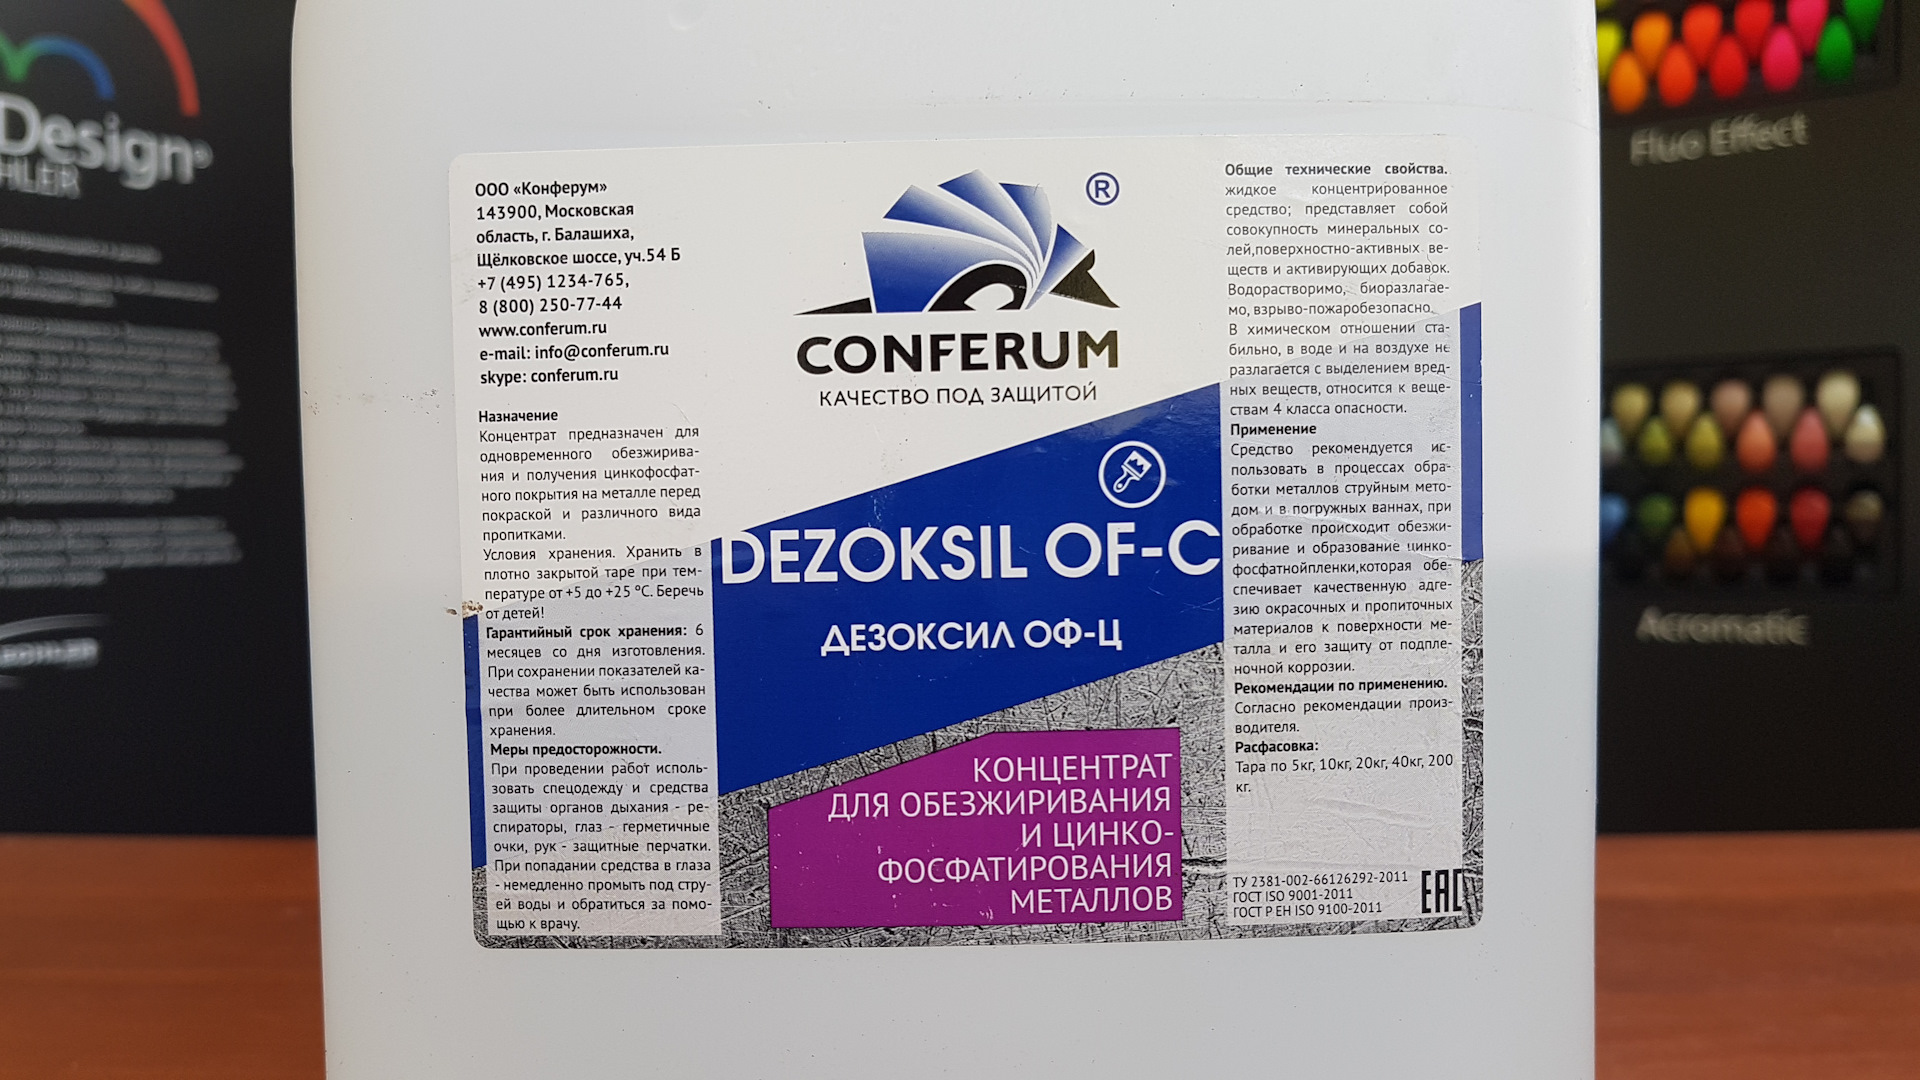 Design®
ООО «Конферум»
143900, Московская
область, г. Балашиха,
Щёлковское шоссе, уч.54 Б
+7 (495) 1234-765,
8 (800) 250-77-44
www.conferum.ru
e-mail: info@conferum.ru
skype: conferum.ru
Назначение
Концентрат предназначен для
одновременного обезжирива-
ния и получения цинкофосфат-
ного покрытия на металле перед
покраской и различного вида
пропитками.
Условия хранения. Хранить в
плотно закрытой таре при тем-
пературе от +5 до +25 °С. Беречь
от детей!
Гарантийный срок хранения: 6
месяцев со дня изготовления.
При сохранении показателей ка-
чества может быть использован
при более длительном сроке
хранения.
Меры предосторожности.
При проведении работ исполь-
зовать спецодежду и средства
защиты органов дыхания - ре-
спираторы, глаз - герметичные
очки, рук - защитные перчатки.
При попадании средства в глаза
- немедленно промыть под стру-
ей воды и обратиться за помо-
щью к врачу.
®
CONFERUM
КАЧЕСТВО ПОД ЗАЩИТОЙ
DEZOKSIL OF-C
ДЕЗОКСИЛ ОФ-Ц
КОНЦЕНТРАТ
ДЛЯ ОБЕЗЖИРИВАНИЯ
И ЦИНКО-
ФОСФАТИРОВАНИЯ
МЕТАЛЛОВ
Общие технические свойства.
жидкое концентрированное
средство; представляет собой
совокупность минеральных со-
лей,поверхностно-активных ве-
ществ и активирующих добавок.
Водорастворимо, биоразлагае-
мо, взрыво-пожаробезопасно.
В химическом отношении ста-
бильно, в воде и на воздухе не
разлагается с выделением вред-
ных веществ, относится к веще-
ствам 4 класса опасности.
Применение
Средство рекомендуется ис-
пользовать в процессах обра-
ботки металлов струйным мето-
дом и в погружных ваннах, при
обработке происходит обезжи-
ривание и образование цинко-
фосфатнойпленки,которая обе-
спечивает качественную адге-
зию окрасочных и пропиточных
материалов к поверхности ме-
талла и его защиту от подпле-
ночной коррозии.
Рекомендации по применению.
Согласно рекомендации произ-
водителя.
Расфасовка:
Тара по 5кг, 10кг, 20кг, 40кг, 200
кг.
ТУ 2381-002-66126292-2011
ГОСТ ISO 9001-2011
ГОСТ Р ЕН ISO 9100-2011
EAC
Fluo Effect
Acromatic